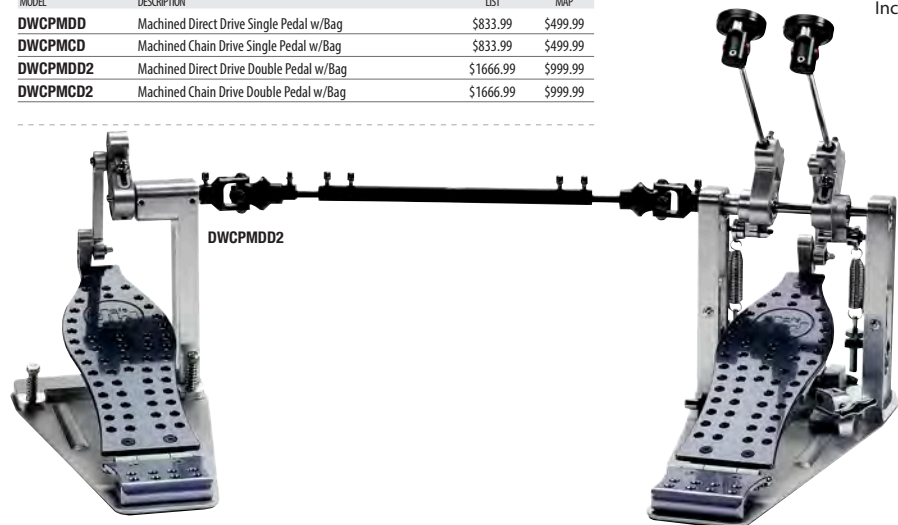 MODEL DESCRIPTION LIST MAP
DWCPMDD Machined Direct Drive Single Pedal w/Bag $833.99 $499.99
DWCPMCD Machined Chain Drive Single Pedal w/Bag $833.99 $499.99
DWCPMDD2 Machined Direct Drive Double Pedal w/Bag $1666.99 $999.99
DWCPMCD2 Machined Chain Drive Double Pedal w/Bag $1666.99 $999.99
Inc
DWCPMDD2